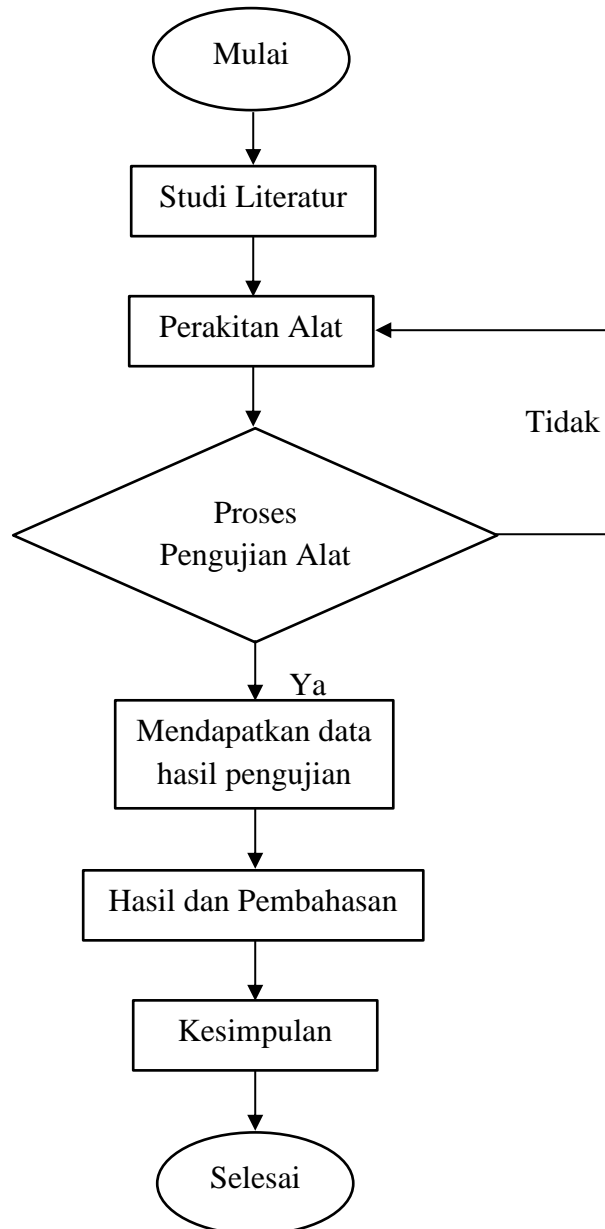 Mulai
Studi Literatur
Perakitan Alat
Tidak
Proses
Pengujian Alat
Ya
Mendapatkan data
hasil pengujian
Hasil dan Pembahasan
Kesimpulan
Selesai